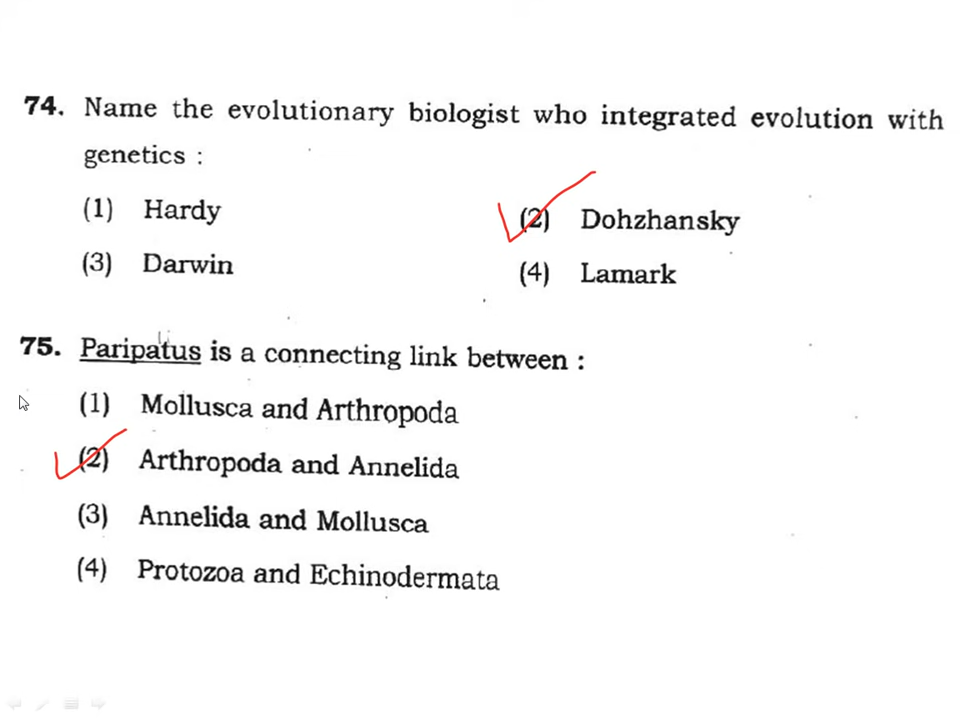 74. Name the evolutionary biologist who integrated evolution with
genetics :
(1) Hardy (2) Dohzhansky
(3) Darwin (4) Lamark
75. Paripatus is a connecting link between :
(1) Mollusca and Arthropoda
(2) Arthropoda and Annelida
(3) Annelida and Mollusca
(4) Protozoa and Echinodermata